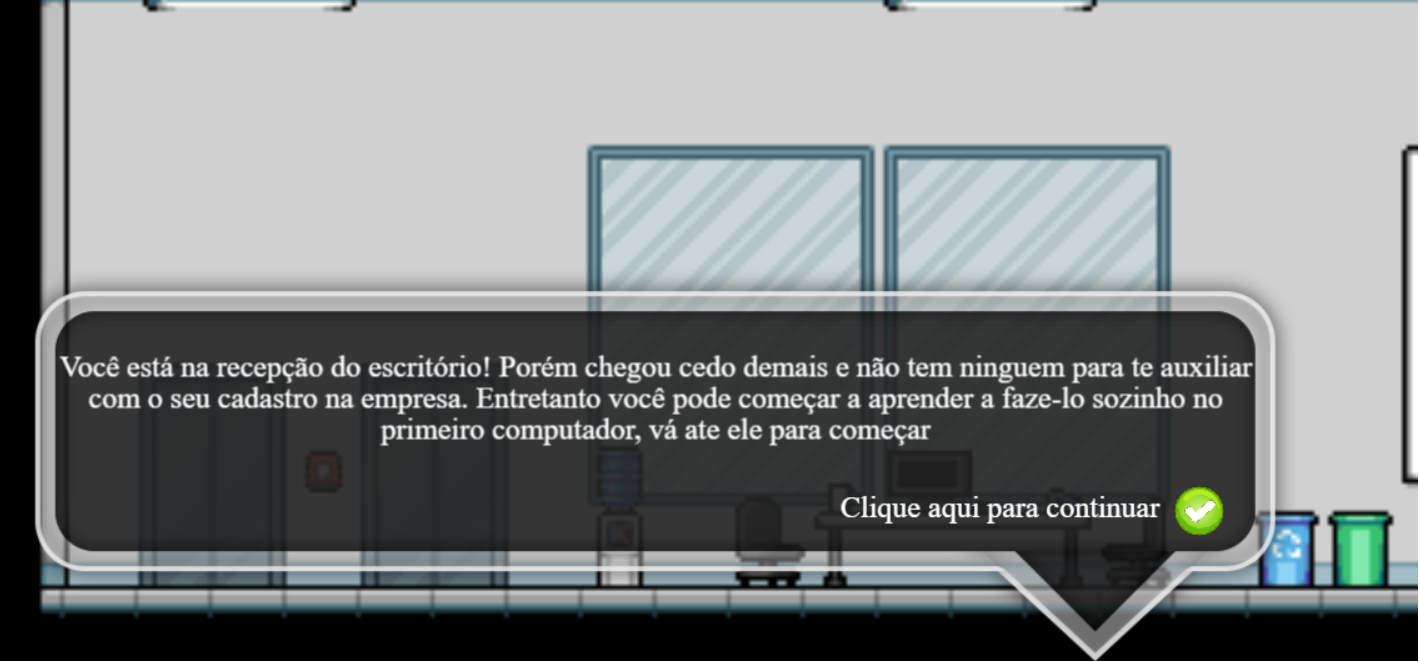 Você está na recepção do escritório! Porém chegou cedo demais e não tem ninguem para te auxiliar
com o seu cadastro na empresa. Entretanto você pode começar a aprender a faze-lo sozinho no
primeiro computador, vá ate ele para começar
Clique aqui para continuar